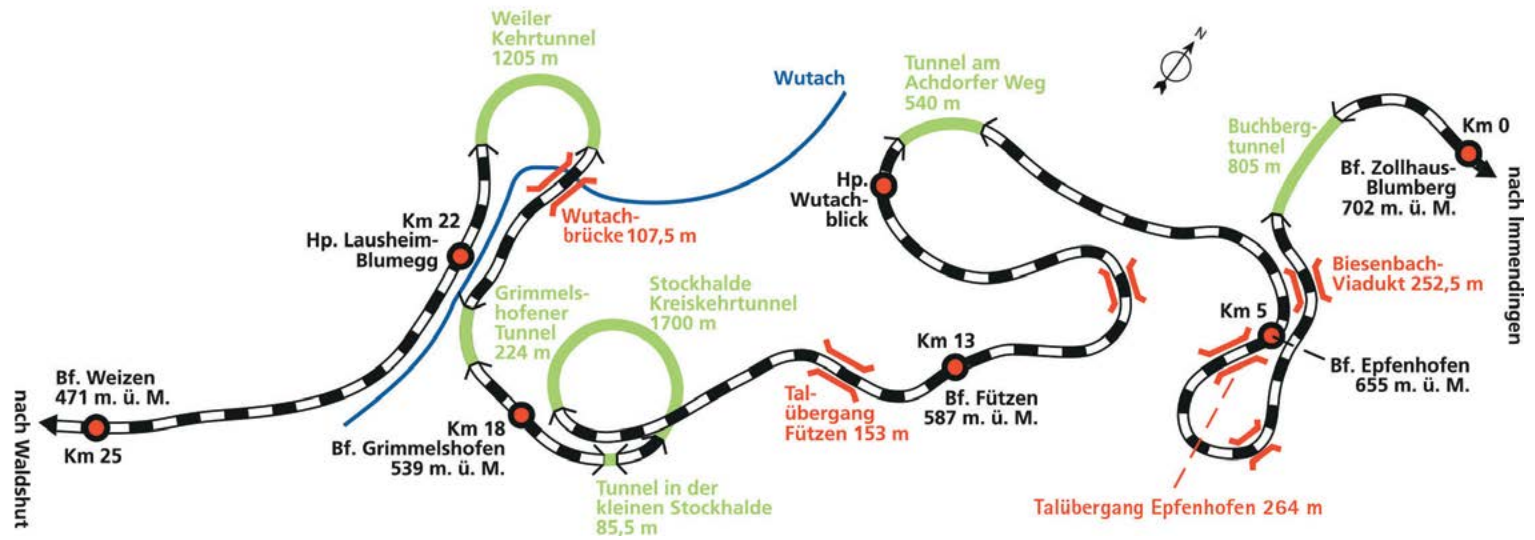 Weiler
Kehrtunnel
1205 m
Wutach
Tunnel am
Achdorfer Weg
540 m
N
Buchberg-
tunnel
805 m
Km 0
Bf. Zollhaus-
Blumberg
702 m. ü. M.
nach Immendingen
Km 22
Hp. Lausheim-
Blumegg
Wutach-
brücke 107,5 m
Hp.
Wutach-
blick
Biesenbach-
Viadukt 252,5 m
Grimmels-
hofener
Tunnel
224 m
Stockhalde
Kreiskehrtunnel
1700 m
Km 5
Bf. Epfenhofen
655 m. ü. M.
Km 13
Bf. Fützen
587 m. ü. M.
Tal-
übergang
Fützen 153 m
Bf. Weizen
471 m. ü. M.
Km 25
nach Waldshut
Km 18
Bf. Grimmelshofen
539 m. ü. M.
Tunnel in der
kleinen Stockhalde
85,5 m
Talübergang Epfenhofen 264 m